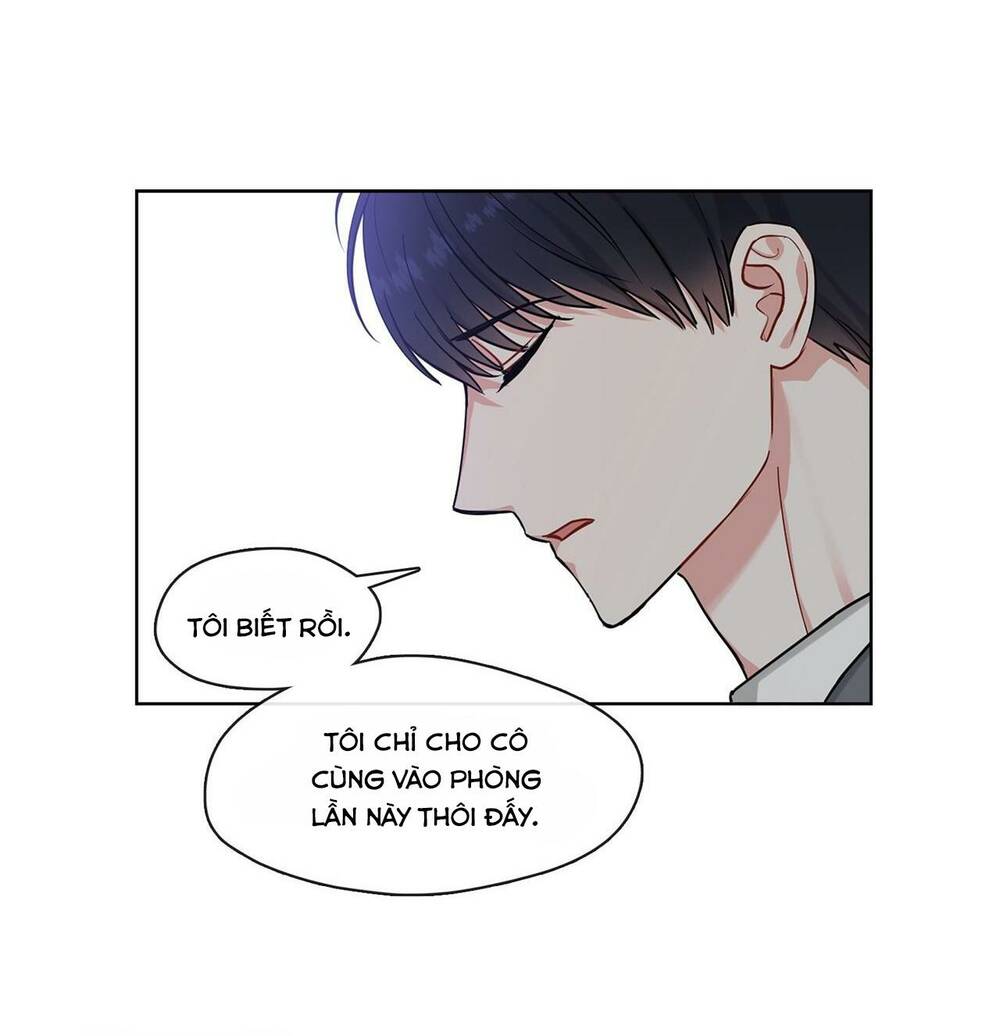 TÔI BIẾT RỒI.
TÔI CHỈ CHO CÔ
CÙNG VÀO PHÒNG
LẦN NÀY THÔI ĐẤY.